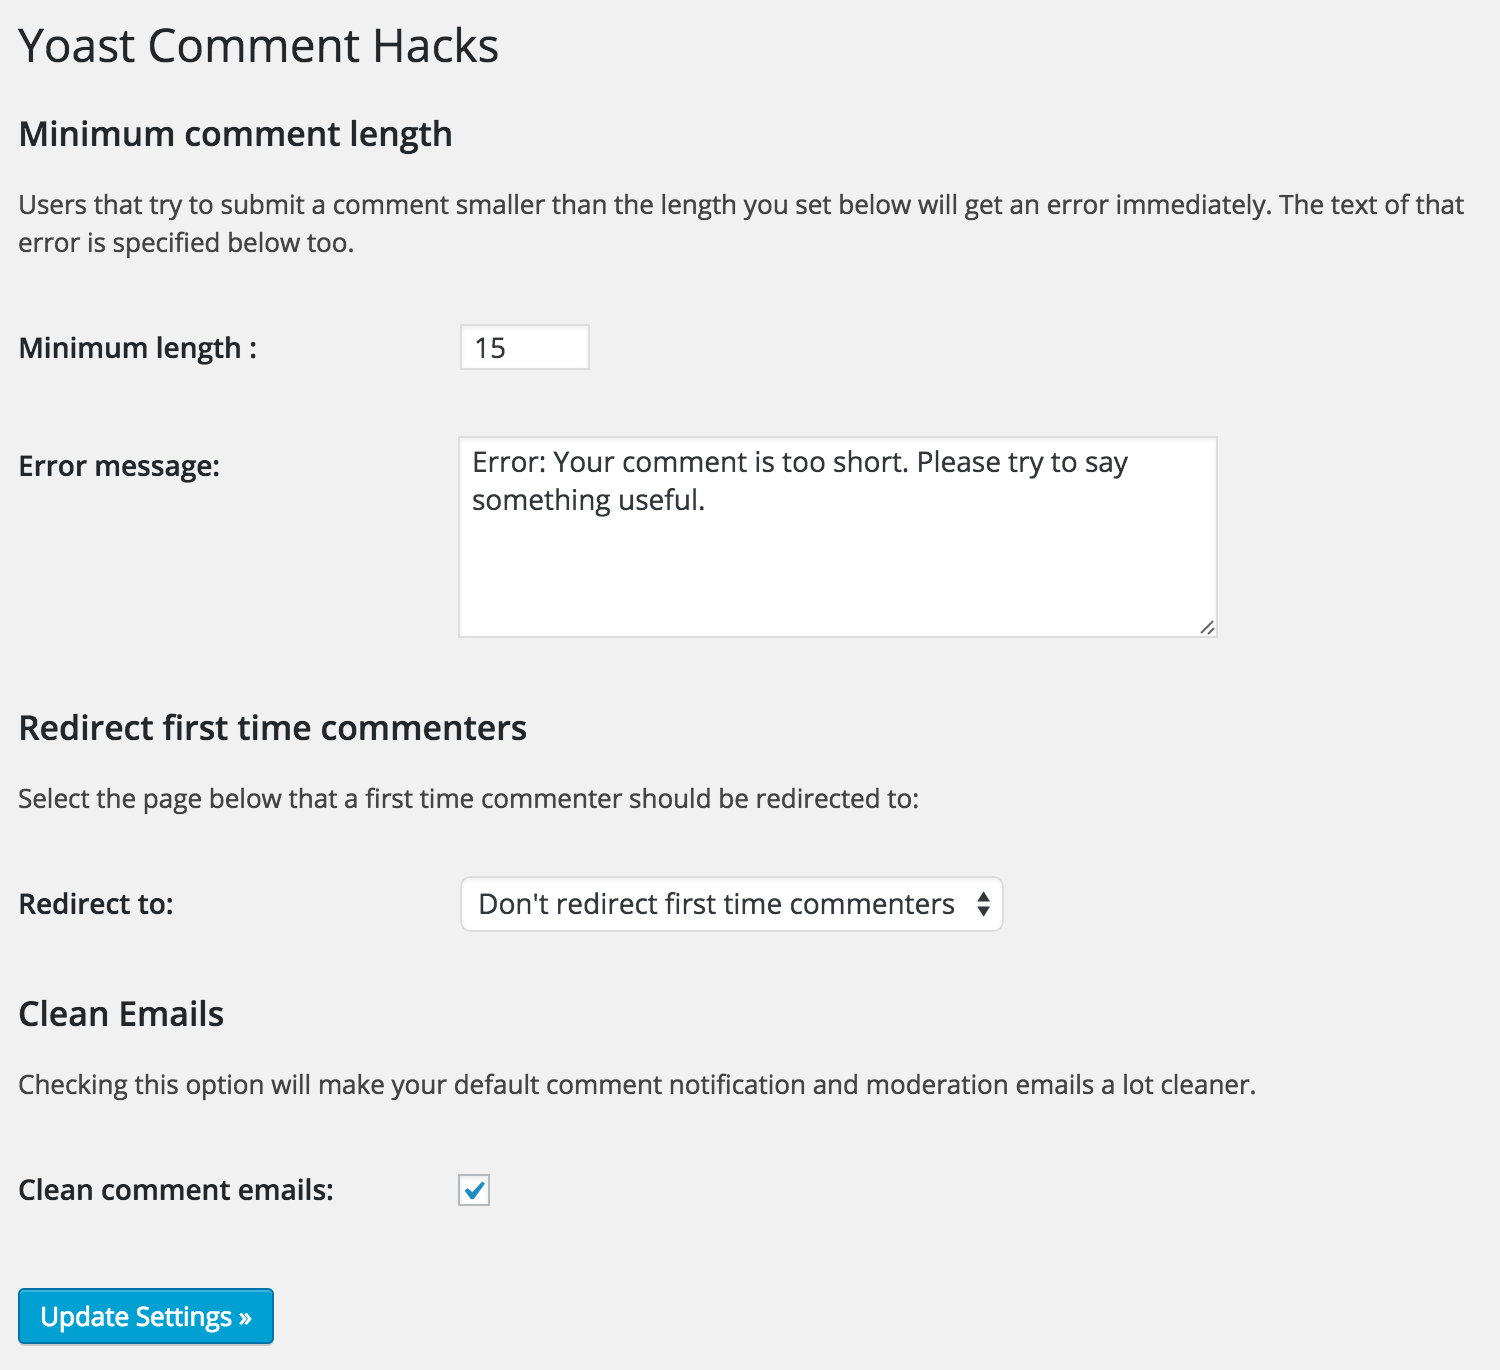 Yoast Comment Hacks
Minimum comment length
Users that try to submit a comment smaller than the length you set below will get an error immediately. The text of that
error is specified below too.
Minimum length :
15
Error message:
Error: Your comment is too short. Please try to say
something useful.
Redirect first time commenters
Select the page below that a first time commenter should be redirected to:
Redirect to:
Don't redirect first time commenters
Clean Emails
Checking this option will make your default comment notification and moderation emails a lot cleaner.
Clean comment emails:
Update Settings »